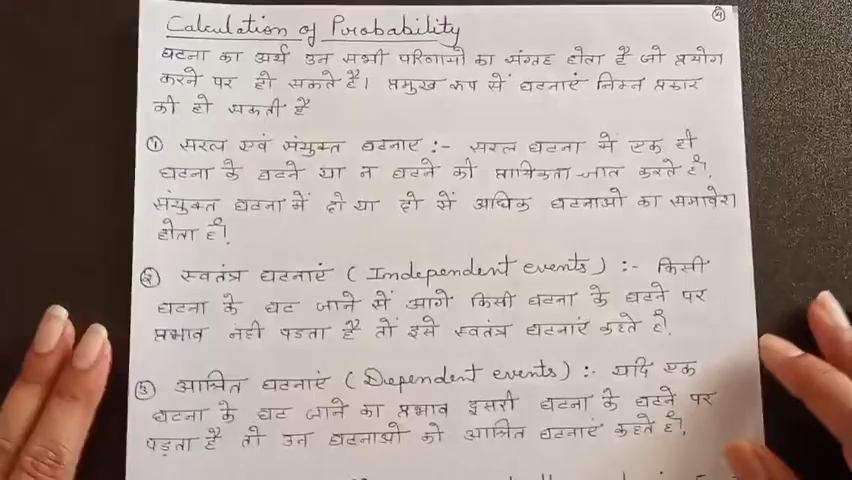 4
Calculation of Probability
घटना का अर्थ उन सभी परिणामो का संग्रह होता है जो प्रयोग
करने पर हो सकते है। प्रमुख रूप सें घटनाएं निम्न प्रकार
की हो सकती है
① सरल एवं संयुक्त घटनाएं :- सरल घटना में एक ही
घटना के घटने या न घटने की प्रायिकता ज्ञात करते है।
संयुक्त घटना में दो या दो सें अधिक घटनाओ का समावेश
होता है।
② स्वतंत्र घटनाएं ( Independent events ) :- किसी
घटना के घट जाने सें आगे किसी घटना के घटने पर
प्रभाव नही पडता है तों इसे स्वतंत्र घटनाएं कहते है।
③ आश्रित घटनाएं ( Dependent events ) :- यदि एक
घटना के घट जाने का प्रभाव दूसरी घटना के घटने पर
पड़ता है तो उन घटनाओ को आश्रित घटनाएं कहते है।